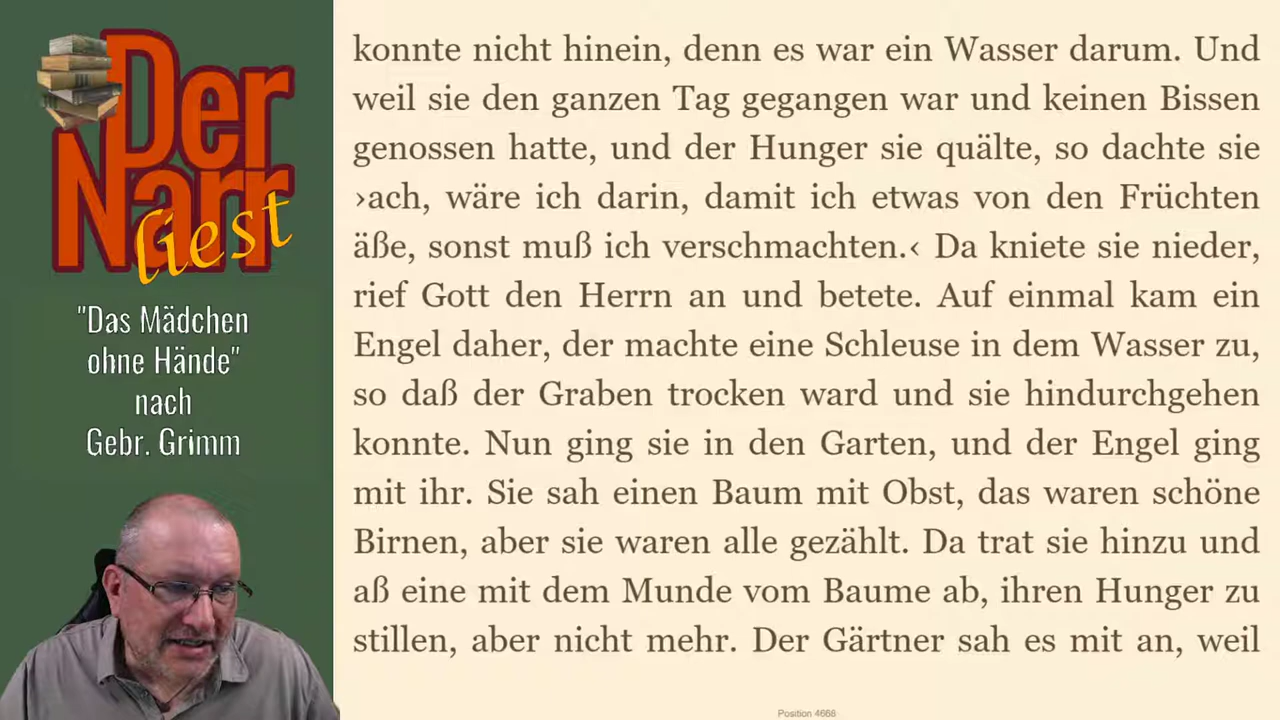 Der
Narr
liest
"Das Mädchen
ohne Hände"
nach
Gebr. Grimm
konnte nicht hinein, denn es war ein Wasser darum. Und
weil sie den ganzen Tag gegangen war und keinen Bissen
genossen hatte, und der Hunger sie quälte, so dachte sie
›ach, wäre ich darin, damit ich etwas von den Früchten
äße, sonst muß ich verschmachten.‹ Da kniete sie nieder,
rief Gott den Herrn an und betete. Auf einmal kam ein
Engel daher, der machte eine Schleuse in dem Wasser zu,
so daß der Graben trocken ward und sie hindurchgehen
konnte. Nun ging sie in den Garten, und der Engel ging
mit ihr. Sie sah einen Baum mit Obst, das waren schöne
Birnen, aber sie waren alle gezählt. Da trat sie hinzu und
aß eine mit dem Munde vom Baume ab, ihren Hunger zu
stillen, aber nicht mehr. Der Gärtner sah es mit an, weil
Position 4668